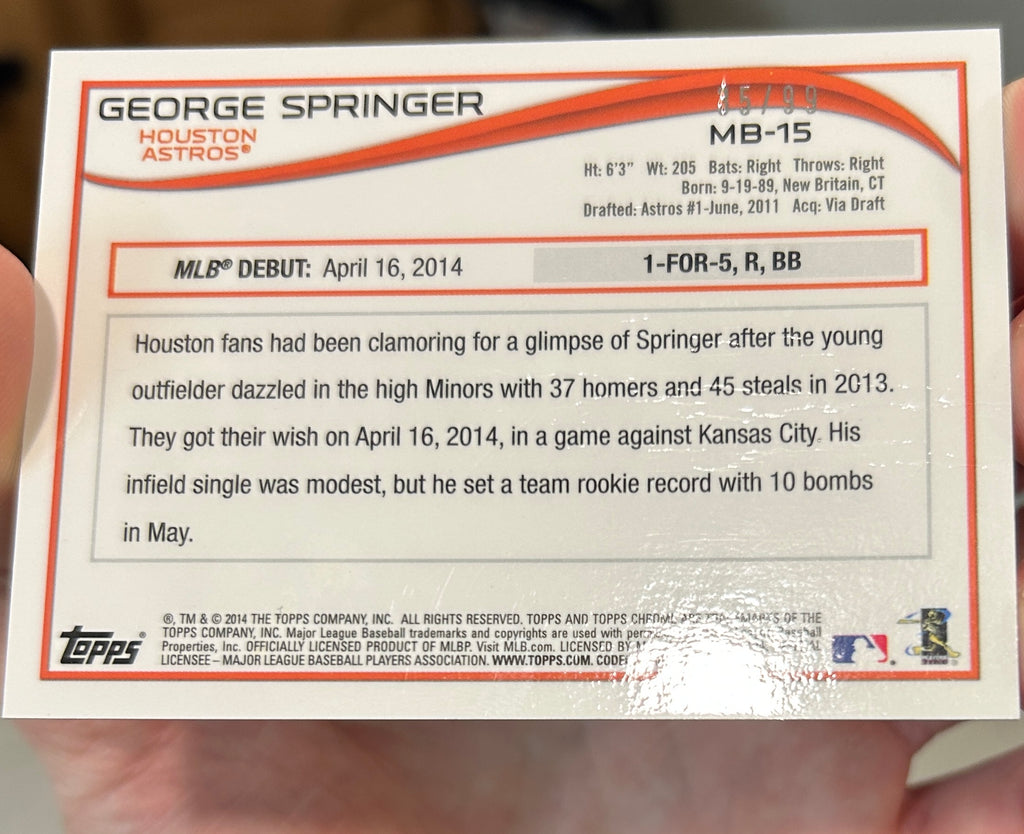 GEORGE SPRINGER
HOUSTON
ASTROS®
5/99
MB-15
Ht: 6'3" Wt: 205 Bats: Right Throws: Right
Born: 9-19-89, New Britain, CT
Drafted: Astros #1-June, 2011 Acq: Via Draft
MLB® DEBUT: April 16, 2014
1-FOR-5, R, BB
Houston fans had been clamoring for a glimpse of Springer after the young
outfielder dazzled in the high Minors with 37 homers and 45 steals in 2013.
They got their wish on April 16, 2014, in a game against Kansas City. His
infield single was modest, but he set a team rookie record with 10 bombs
in May.
Topps®
®, TM & © 2014 THE TOPPS COMPANY, INC. ALL RIGHTS RESERVED. TOPPS AND TOPPS CHROME OF THE
TOPPS COMPANY, INC. Major League Baseball trademarks and copyrights are used with Baseball
Properties, Inc. OFFICIALLY LICENSED PRODUCT OF MLBP. Visit MLB.com. LICENSED BY
LICENSEE – MAJOR LEAGUE BASEBALL PLAYERS ASSOCIATION. WWW.TOPPS.COM. CODE